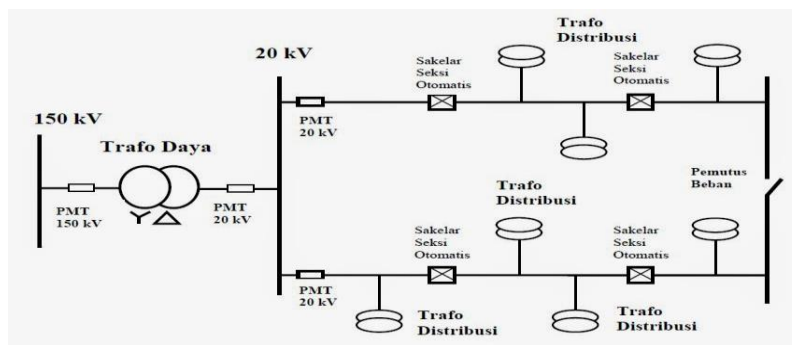 Trafo
Distribusi
20 kV
Sakelar
Seksi
Otomatis
Sakelar
Seksi
Otomatis
150 kV
Trafo Daya
PMT
20 kV
PMT
150 kV
PMT
20 kV
Trafo
Distribusi
Pemutus
Beban
Sakelar
Seksi
Otomatis
Sakelar
Seksi
Otomatis
PMT
20 kV
Trafo
Distribusi
Trafo
Distribusi